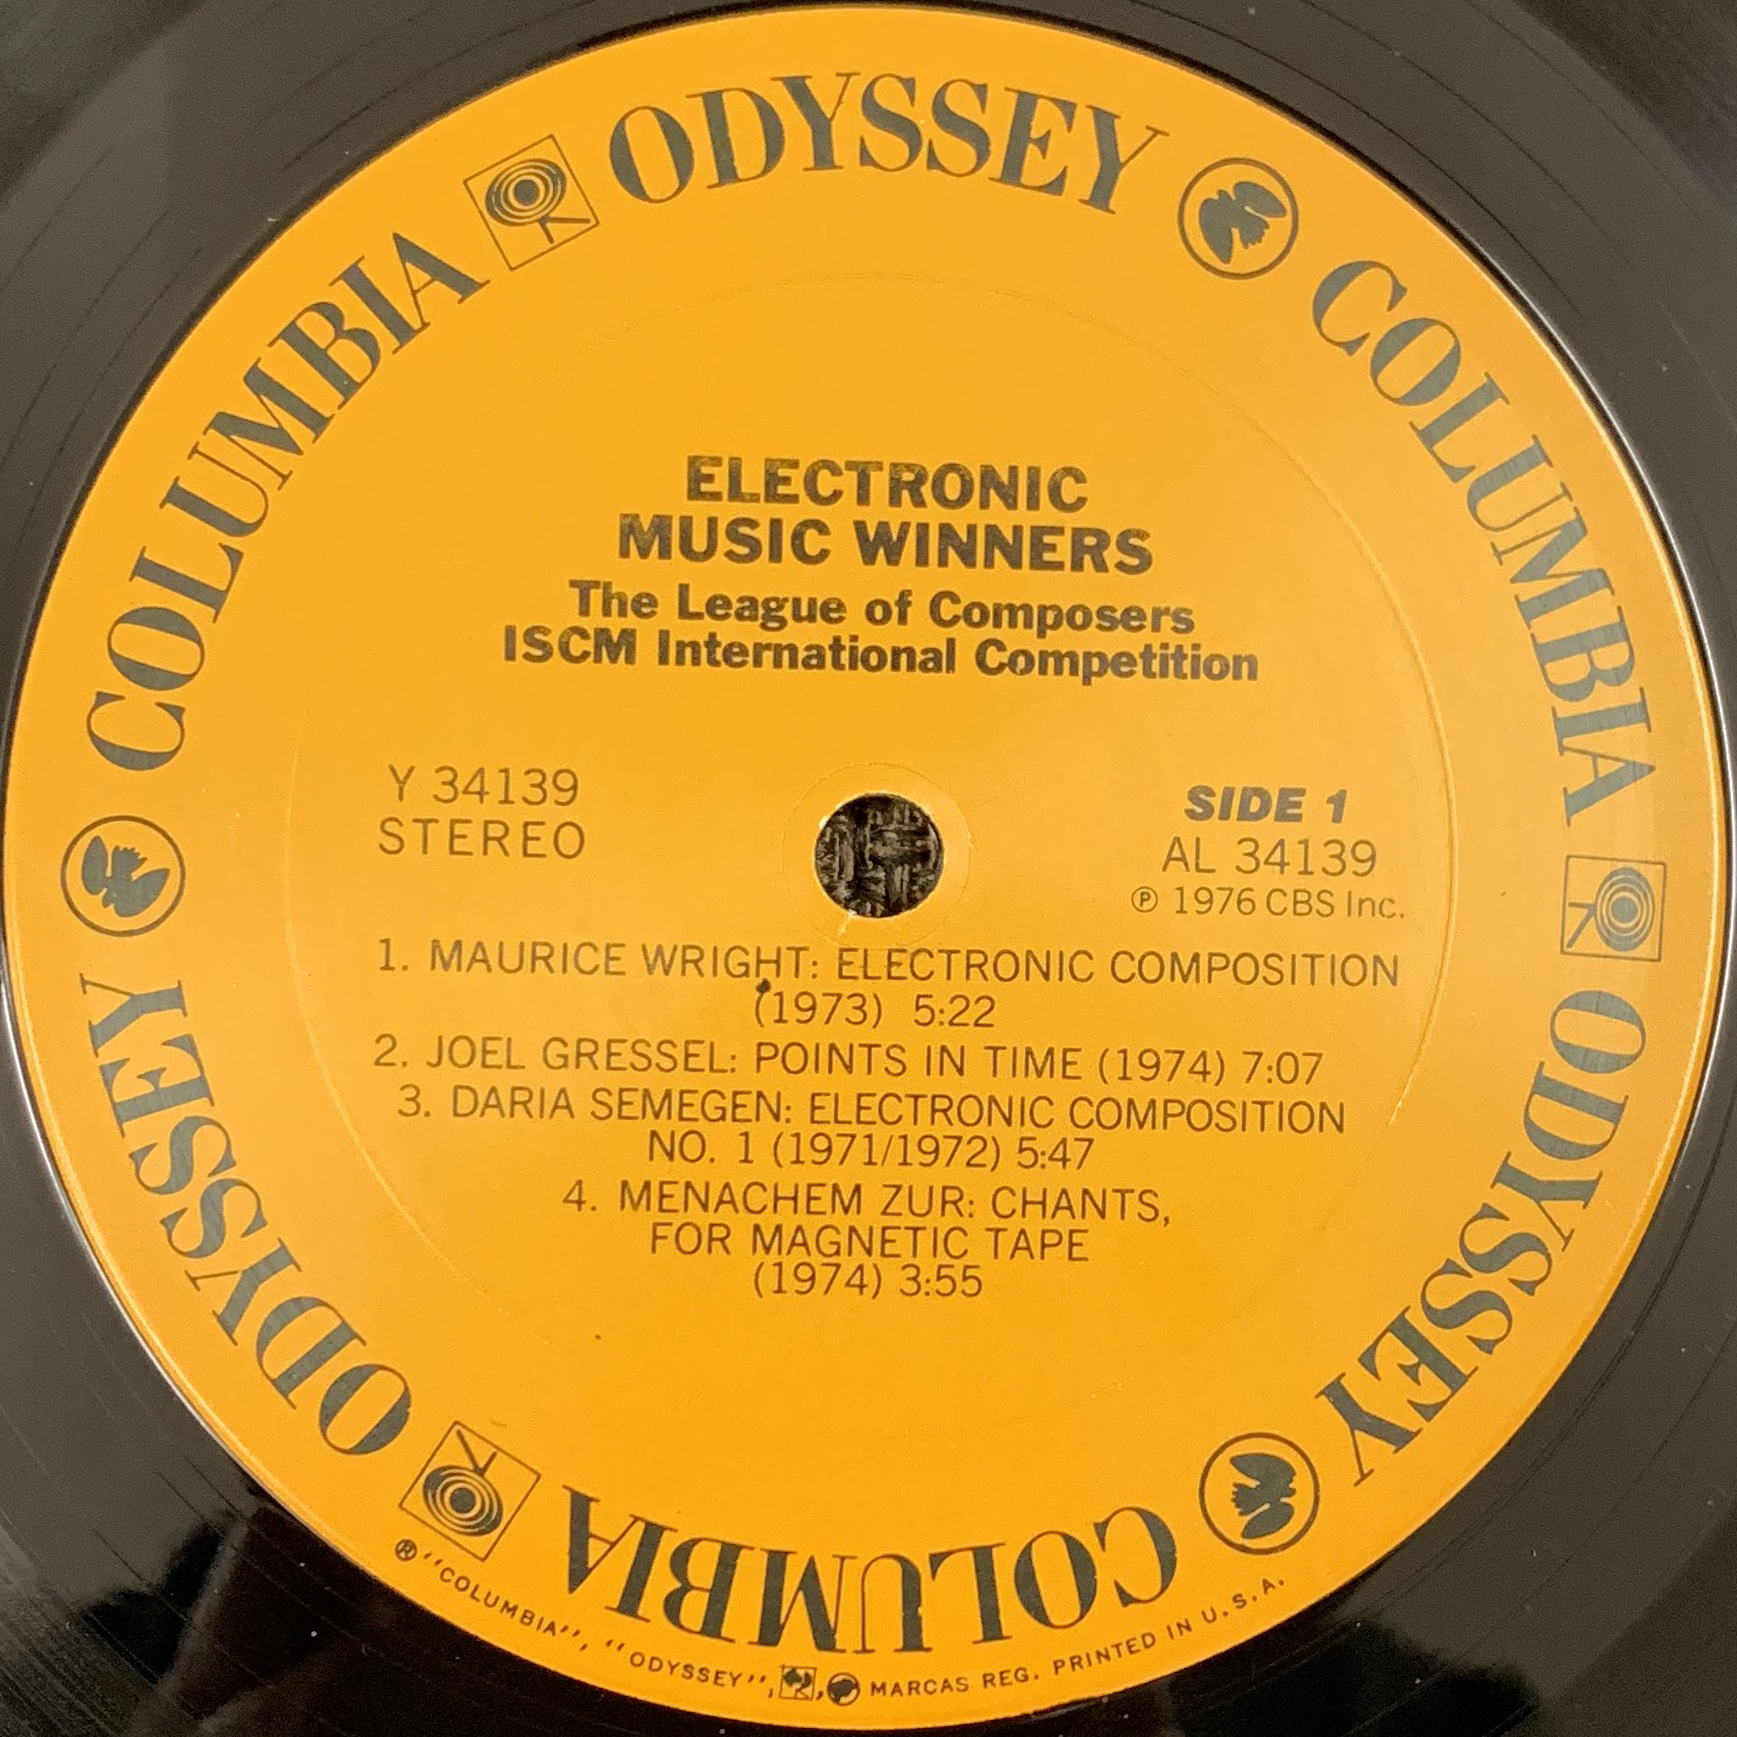 COLUMBIA ODYSSEY COLUMBIA ODYSSEY COLUMBIA ODYSSEY
ELECTRONIC
MUSIC WINNERS
The League of Composers
ISCM International Competition
Y 34139
STEREO
SIDE 1
AL 34139
℗ 1976 CBS Inc.
1. MAURICE WRIGHT: ELECTRONIC COMPOSITION
(1973) 5:22
2. JOEL GRESSEL: POINTS IN TIME (1974) 7:07
3. DARIA SEMEGEN: ELECTRONIC COMPOSITION
NO. 1 (1971/1972) 5:47
4. MENACHEM ZUR: CHANTS,
FOR MAGNETIC TAPE
(1974) 3:55
® "COLUMBIA", "ODYSSEY", , MARCAS REG. PRINTED IN U.S.A.